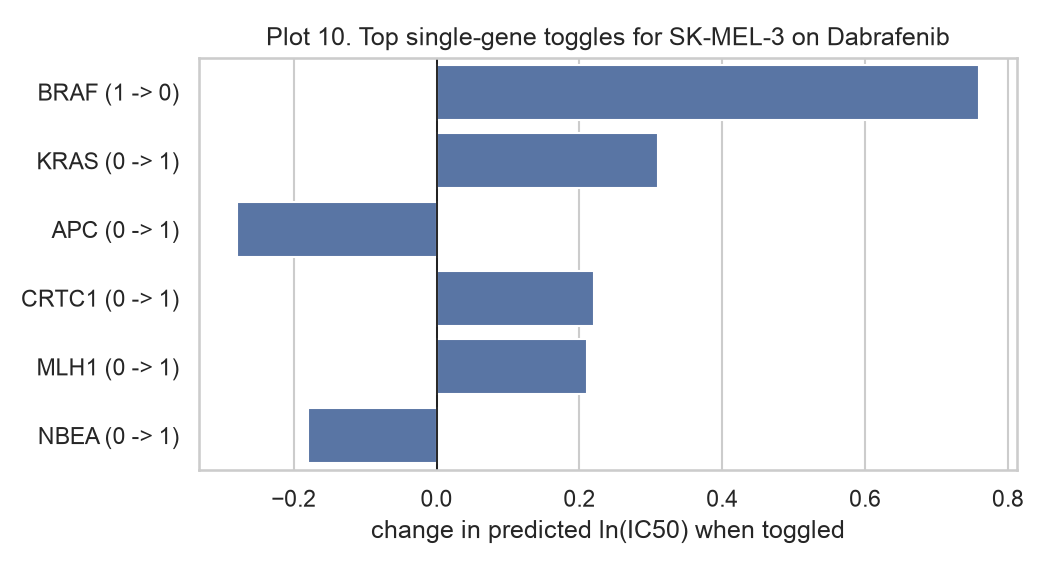 Plot 10. Top single-gene toggles for SK-MEL-3 on Dabrafenib
BRAF (1 -> 0)
KRAS (0 -> 1)
APC (0 -> 1)
CRTC1 (0 -> 1)
MLH1 (0 -> 1)
NBEA (0 -> 1)
−0.2 0.0 0.2 0.4 0.6 0.8
change in predicted ln(IC50) when toggled